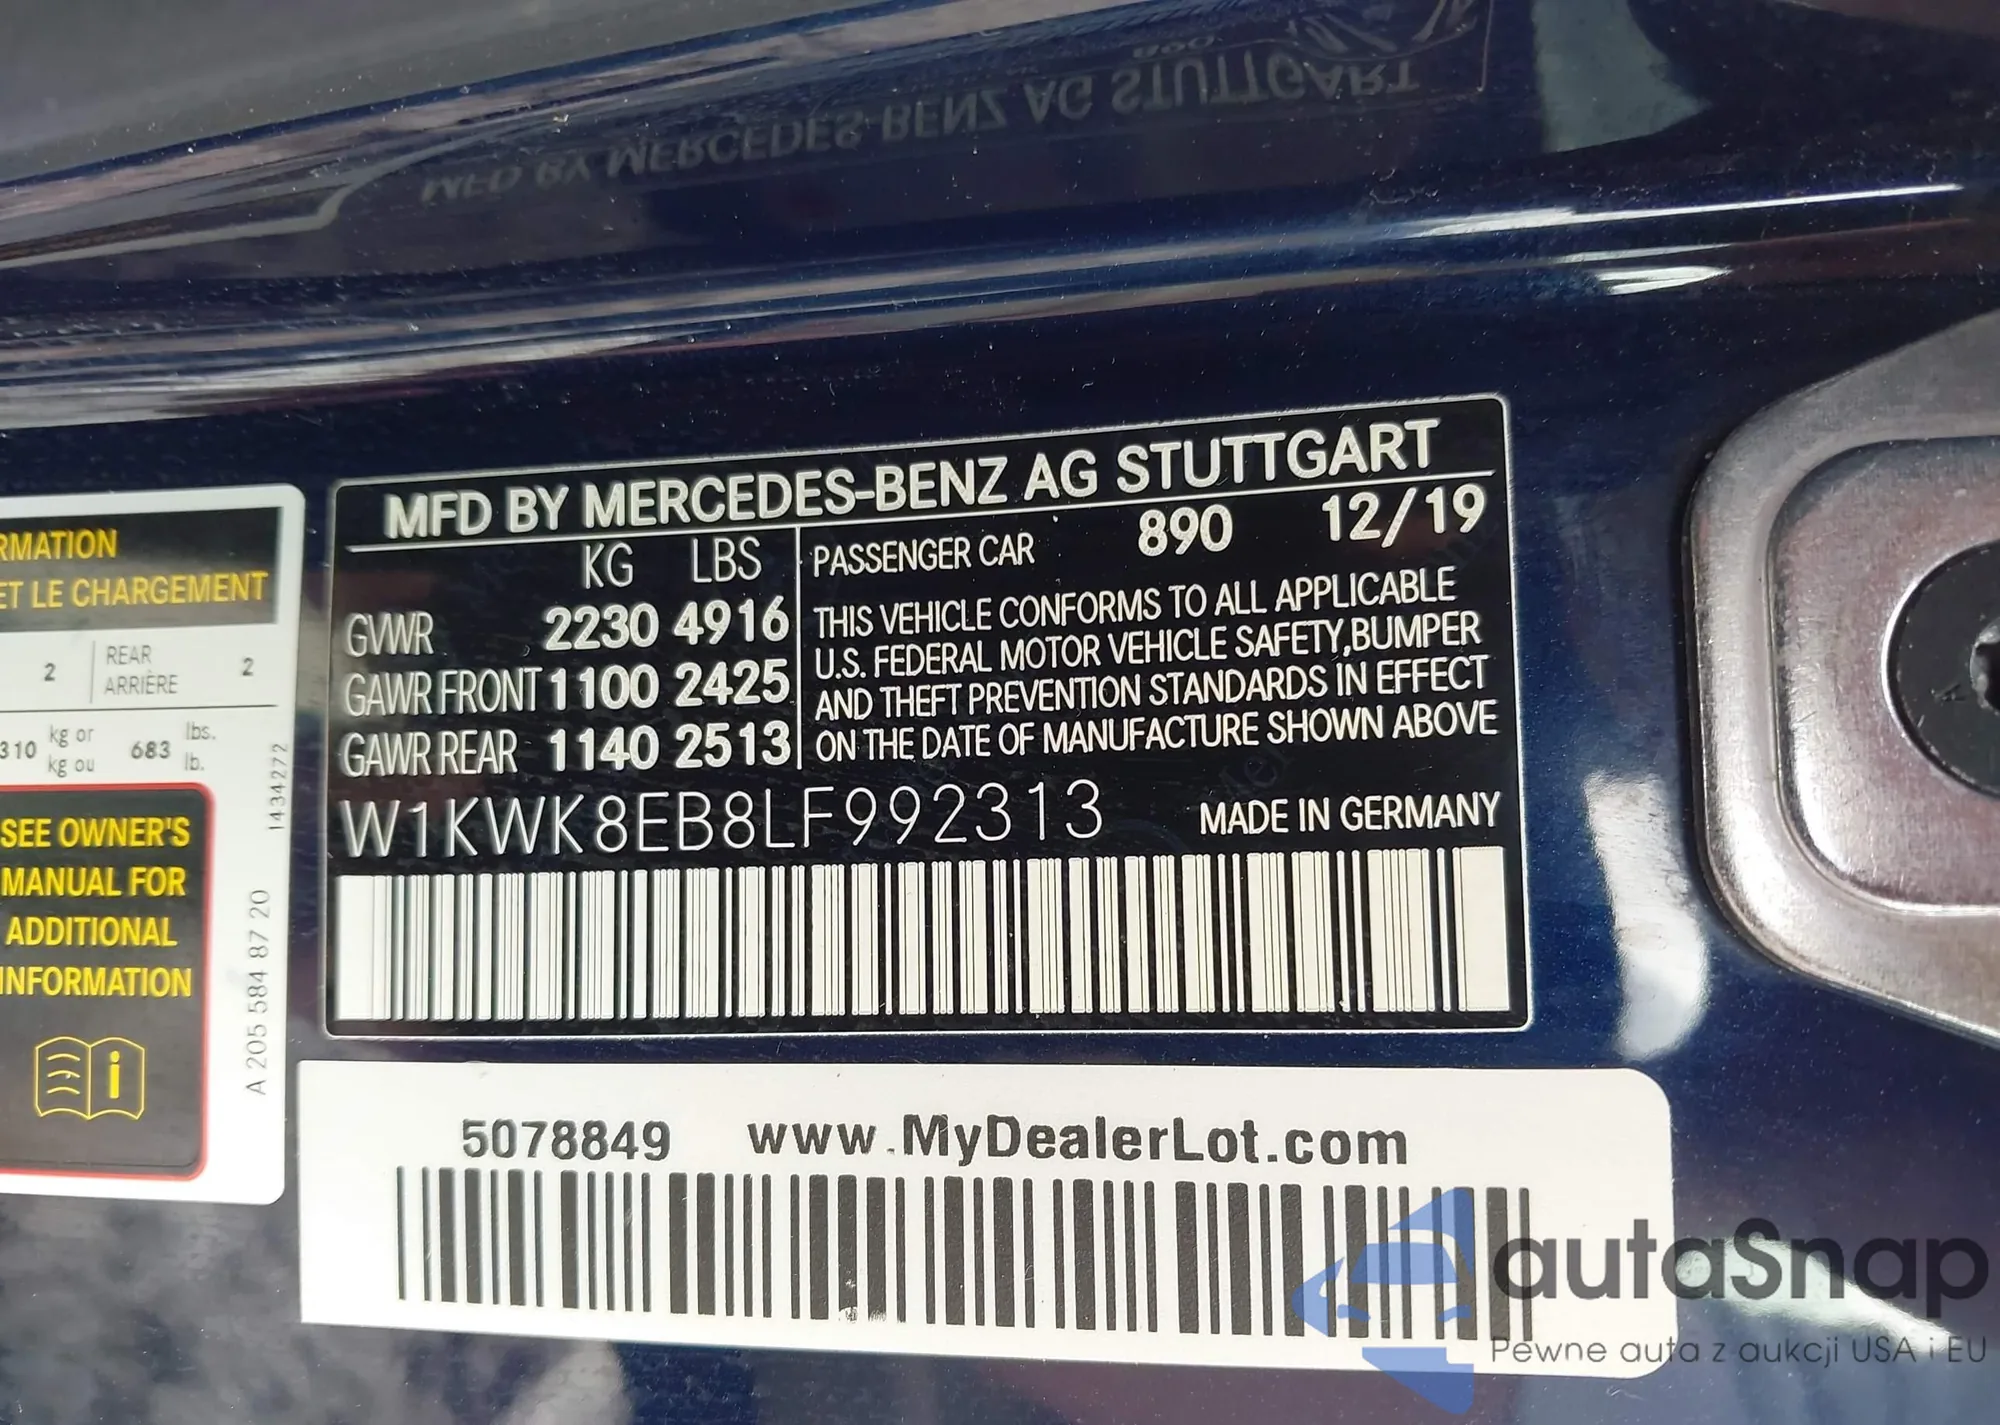 MFD BY MERCEDES-BENZ AG STUTTGART
KG LBS
GVWR 2230 4916
GAWR FRONT 1100 2425
GAWR REAR 1140 2513
PASSENGER CAR 890 12/19
THIS VEHICLE CONFORMS TO ALL APPLICABLE
U.S. FEDERAL MOTOR VEHICLE SAFETY,BUMPER
AND THEFT PREVENTION STANDARDS IN EFFECT
ON THE DATE OF MANUFACTURE SHOWN ABOVE
W1KWK8EB8LF992313 MADE IN GERMANY
RMATION
ET LE CHARGEMENT
2 REAR
ARRIÈRE 2
310 kg or
kg ou 683 lbs.
lb.
SEE OWNER'S
MANUAL FOR
ADDITIONAL
INFORMATION
i
1434272
A 205 584 87 20
5078849 www.MyDealerLot.com
autaSnap
Pewne auta z aukcji USA i EU